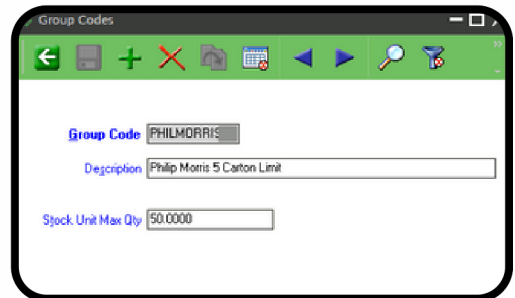 Group Codes
Group Code PHILMORRIS
Description Philip Morris 5 Carton Limit
Stock Unit Max Qty 50.0000